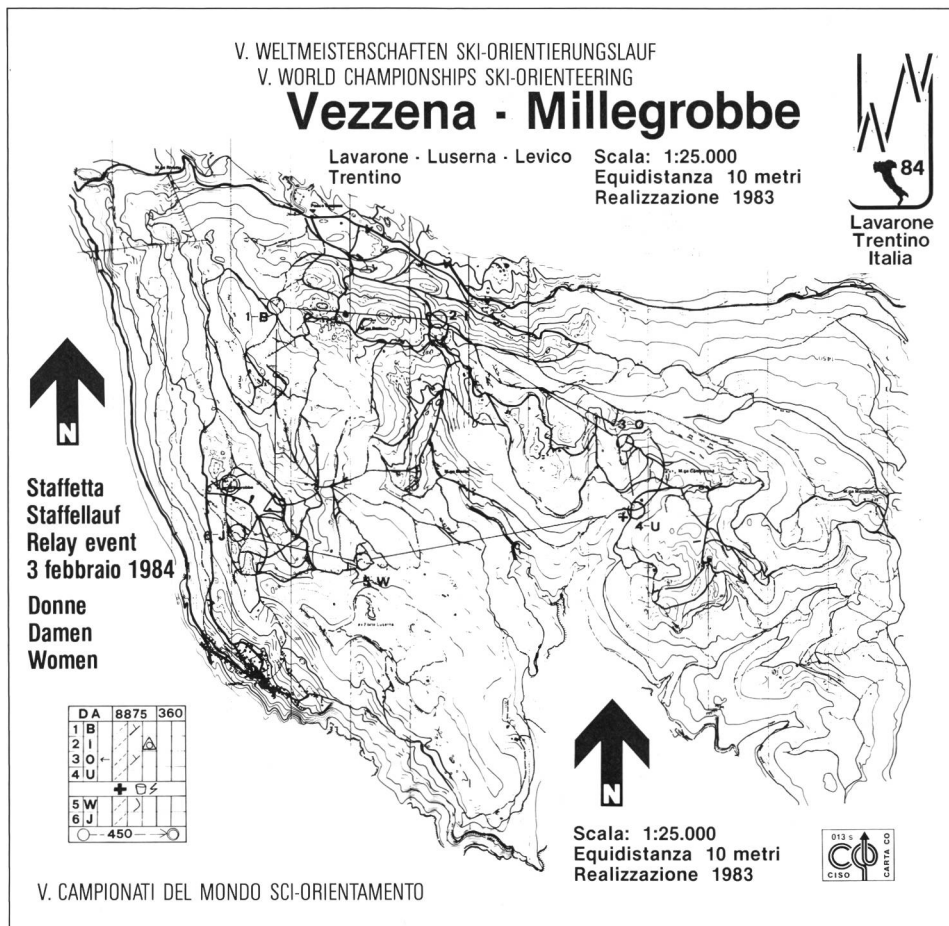 V. WELTMEISTERSCHAFTEN SKI-ORIENTIERUNGSLAUF
V. WORLD CHAMPIONSHIPS SKI-ORIENTEERING
Vezzena - Millegrobbe
Lavarone - Luserna - Levico
Trentino
Scala: 1:25.000
Equidistanza 10 metri
Realizzazione 1983
84
Lavarone
Trentino
Italia
1-B
2 I
3 O
4-U
6-J
5 W
N
Staffetta
Staffellauf
Relay event
3 febbraio 1984
Donne
Damen
Women
D A 8875 360
1 B
2 I
3 O
4 U
5 W
6 J
450
N
Scala: 1:25.000
Equidistanza 10 metri
Realizzazione 1983
013 s
CISO
CARTA CO
V. CAMPIONATI DEL MONDO SCI-ORIENTAMENTO